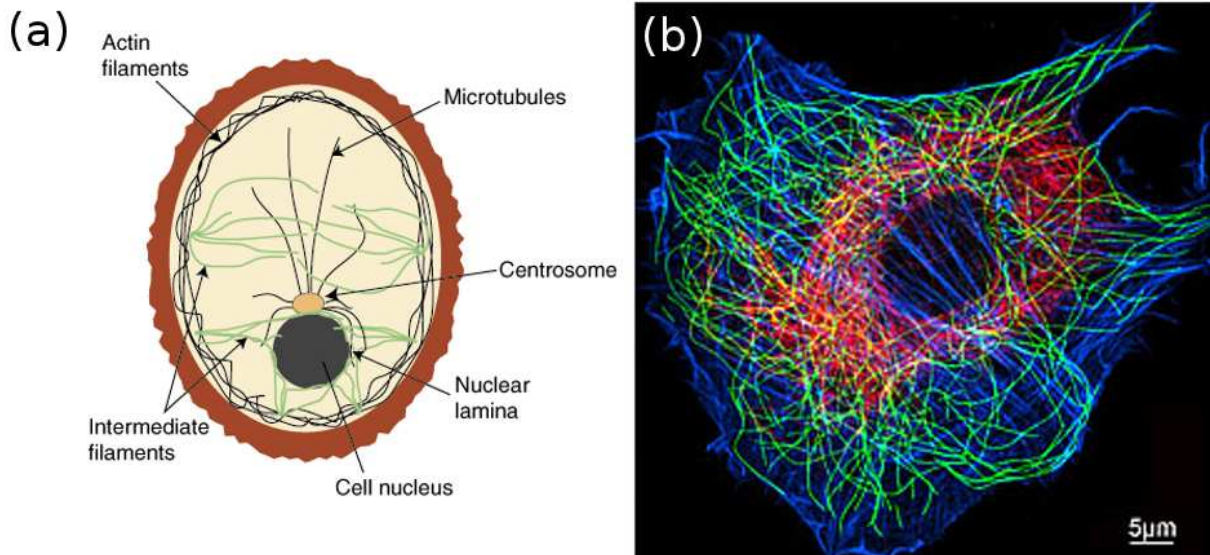 (a)
Actin
filaments
Microtubules
Centrosome
Nuclear
lamina
Intermediate
filaments
Cell nucleus
(b)
5µm